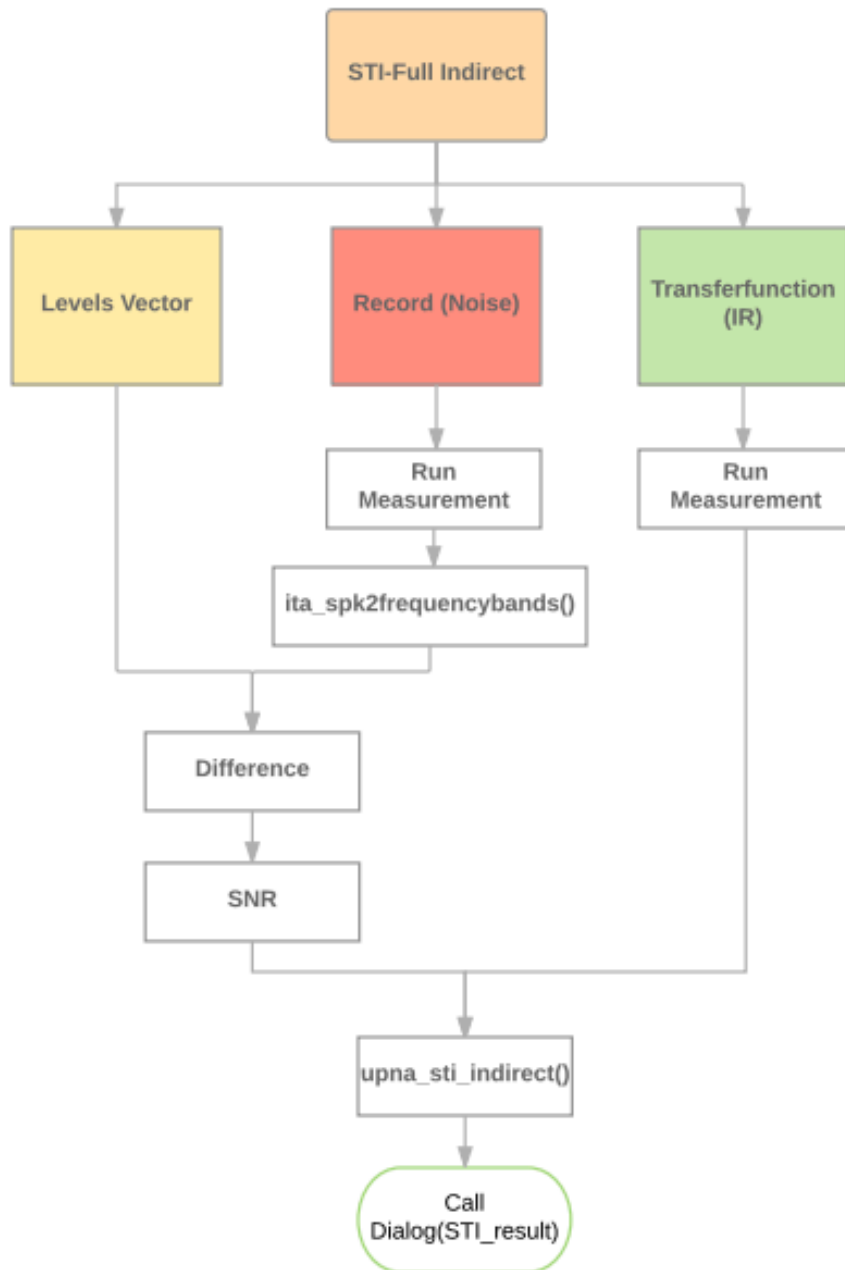 STI-Full Indirect
Levels Vector
Record (Noise)
Transferfunction
(IR)
Run
Measurement
Run
Measurement
ita_spk2frequencybands()
Difference
SNR
upna_sti_indirect()
Call
Dialog(STI_result)